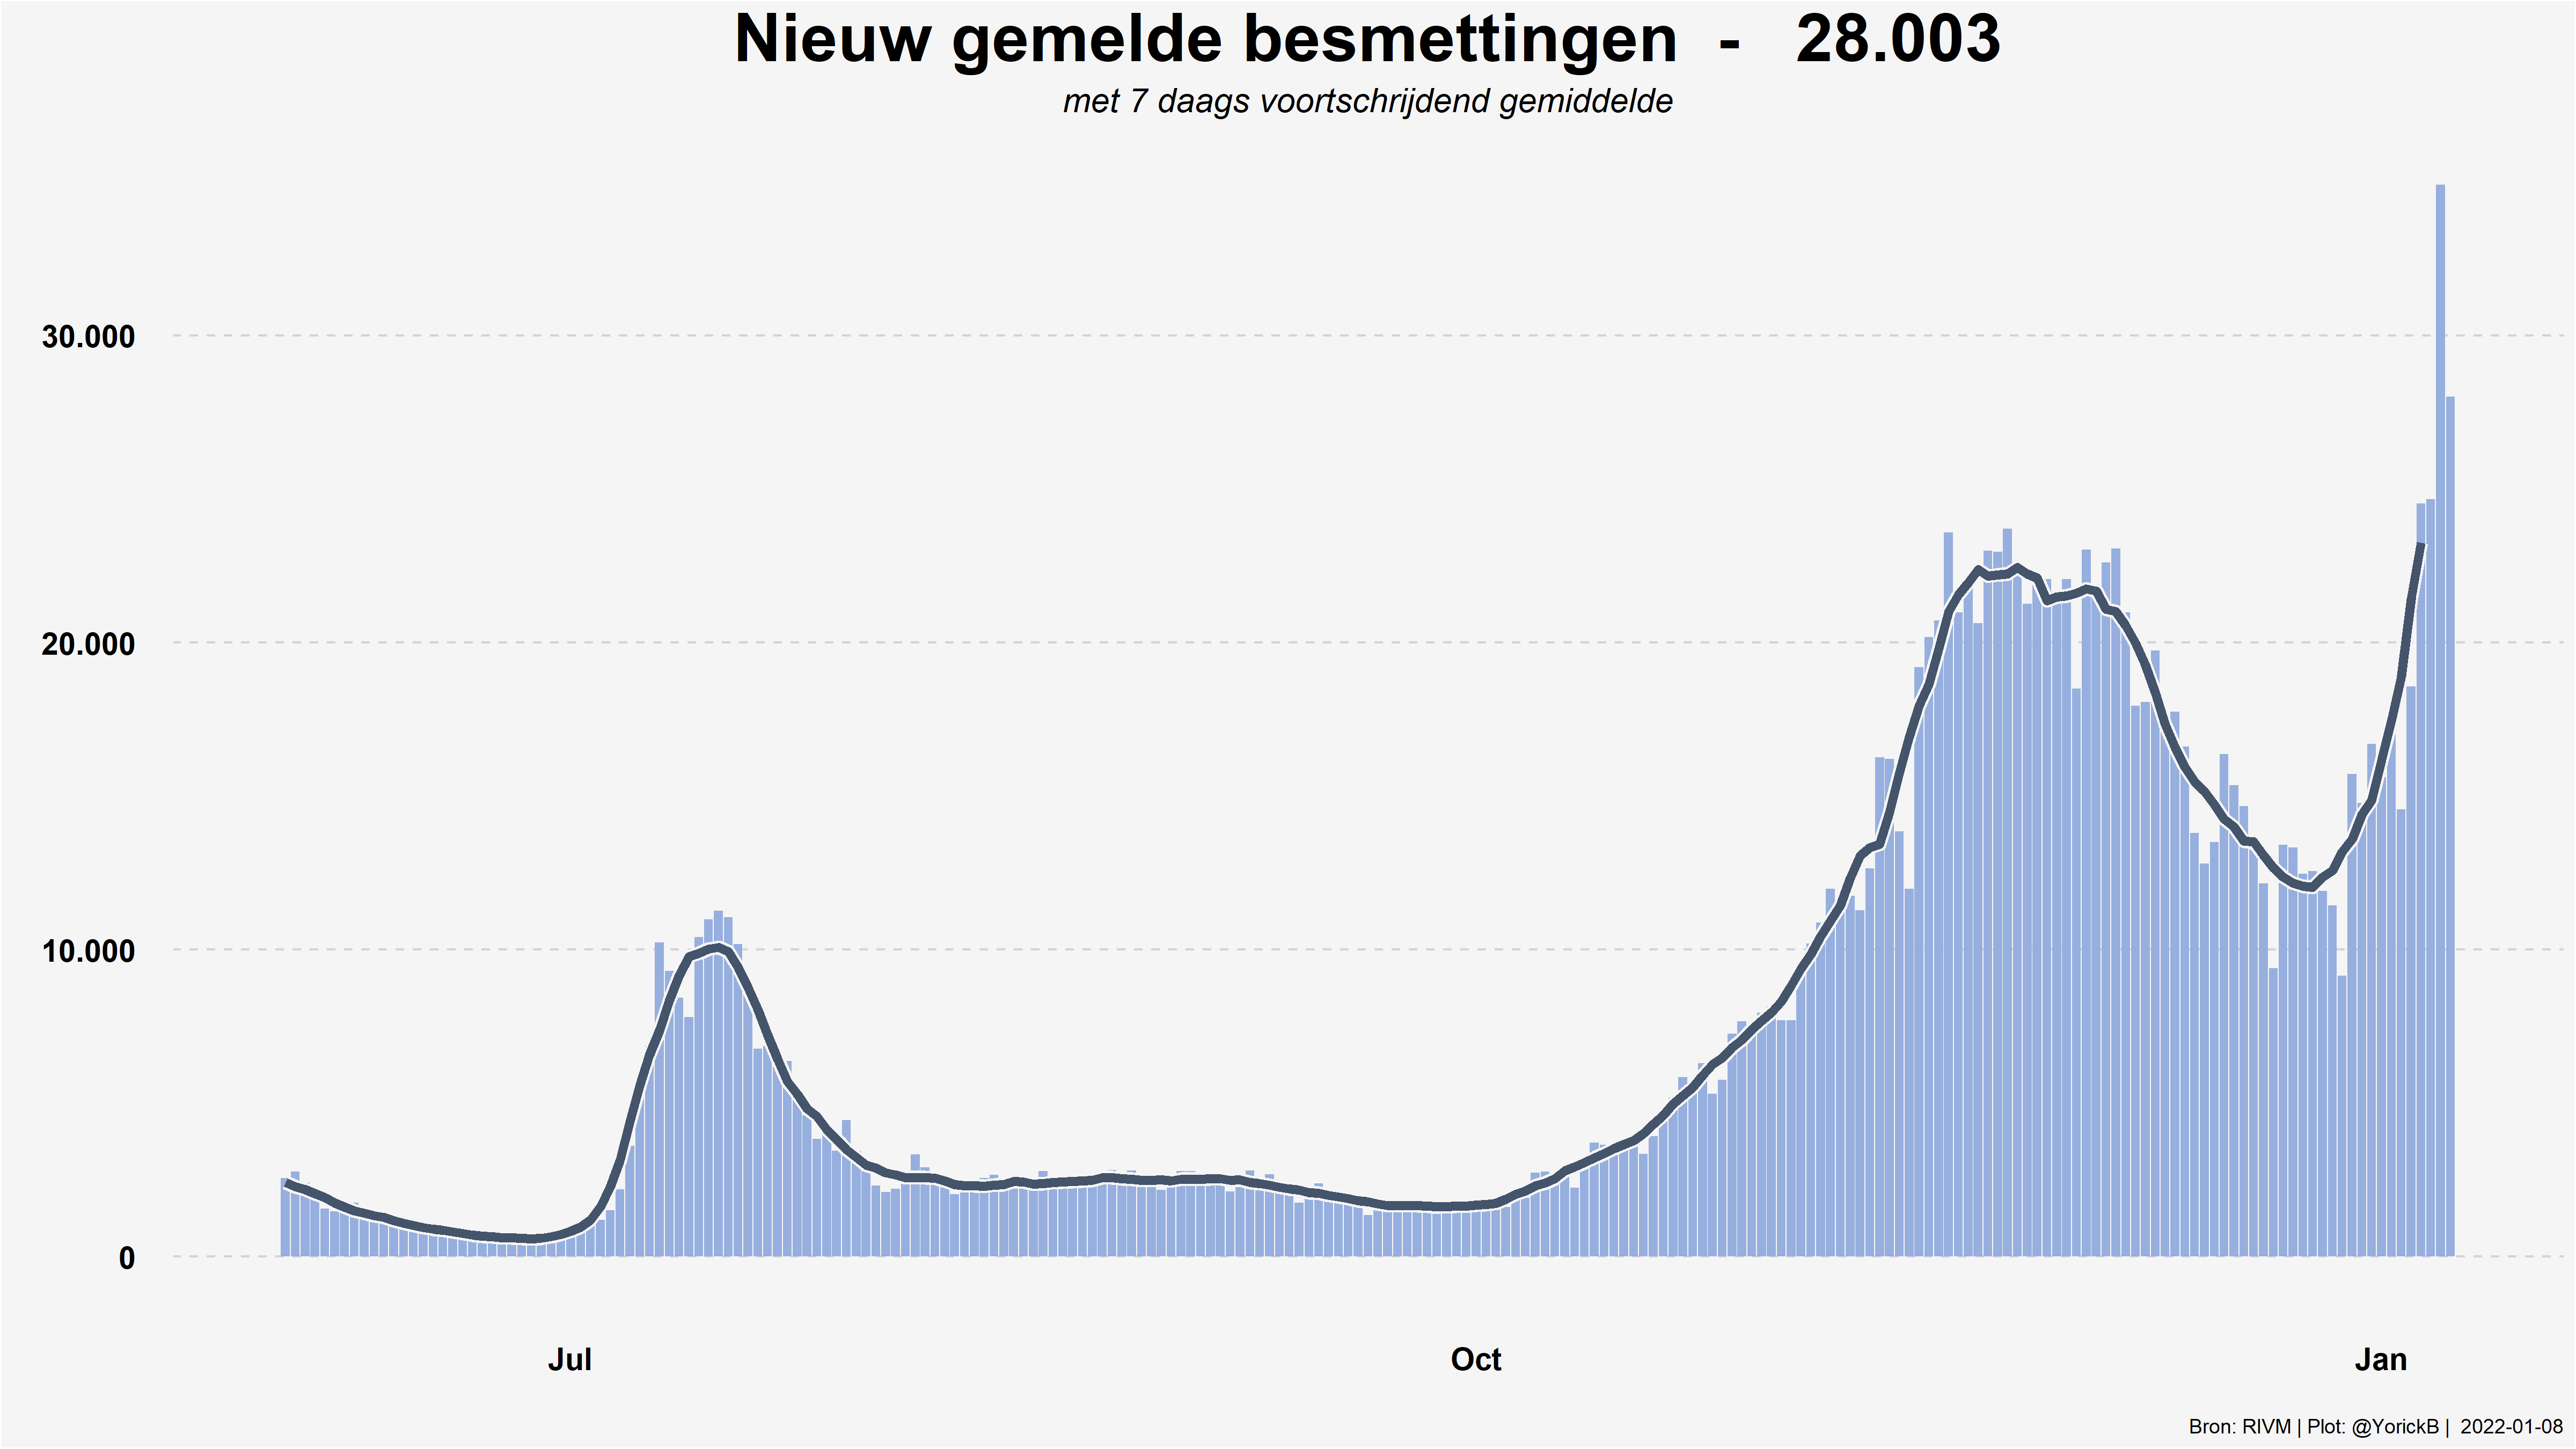 Nieuw gemelde besmettingen - 28.003
met 7 daags voortschrijdend gemiddelde
30.000
20.000
10.000
0
Jul Oct Jan
Bron: RIVM | Plot: @YorickB | 2022-01-08